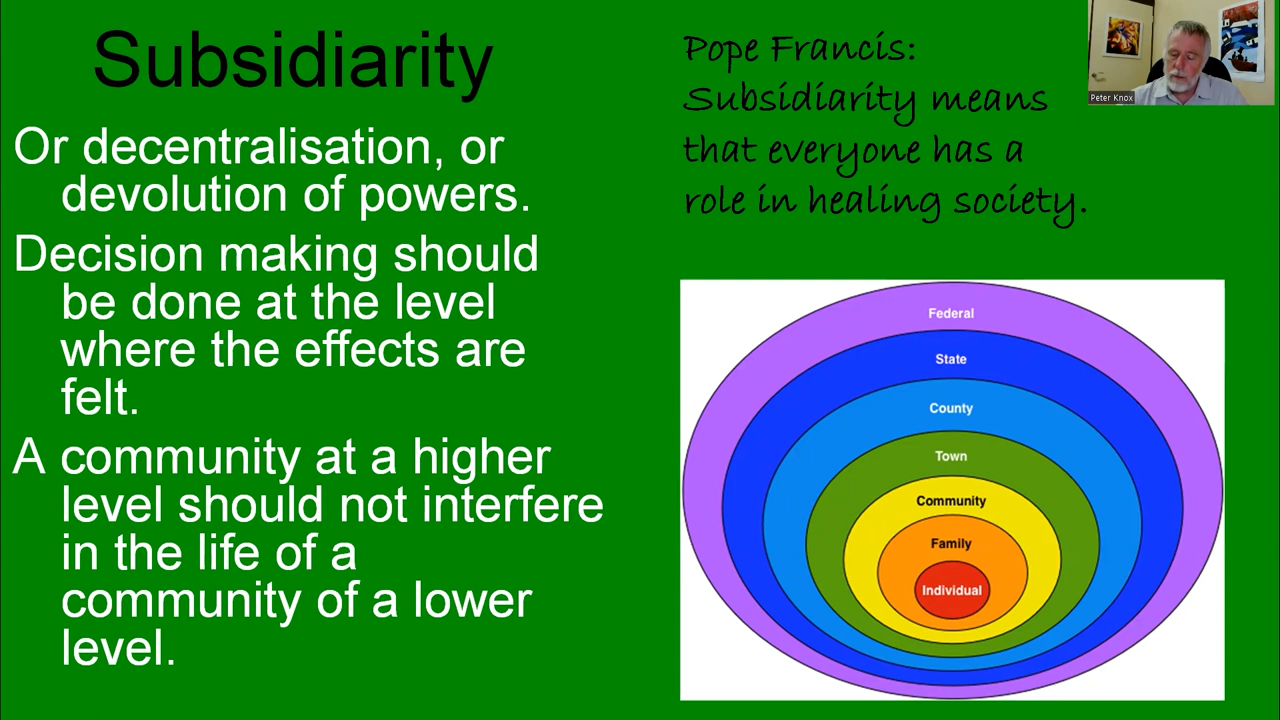 Subsidiarity
Or decentralisation, or
devolution of powers.
Decision making should
be done at the level
where the effects are
felt.
A community at a higher
level should not interfere
in the life of a
community of a lower
level.
Pope Francis:
Subsidiarity means
that everyone has a
role in healing society.
Peter Knox
Federal
State
County
Town
Community
Family
Individual